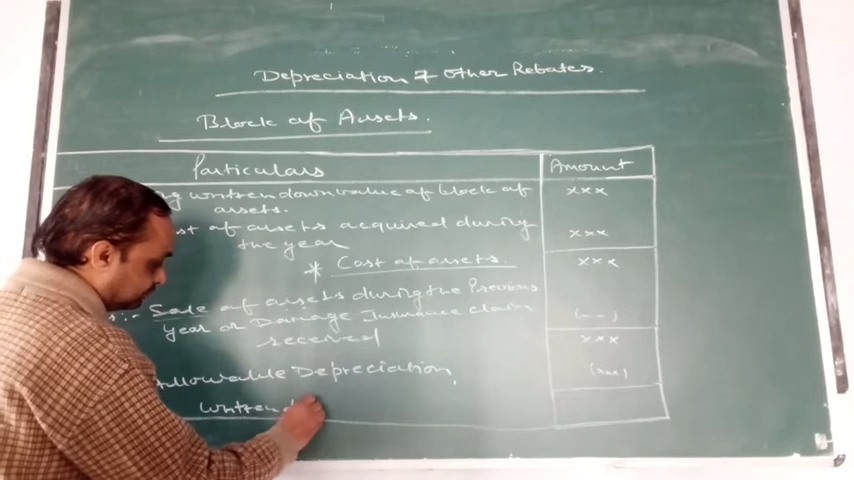 Depreciation & Other Rebates.
Block of Assets.
Particulars Amount
written down value of block of xxx
assets.
st of assets acquired during
the year xxx
* Cost of assets. xxx
:- Sale of assets during the Previous
year or Damage Insurance claim (--)
received xxx
Allowable Depreciation, (xxx)
Written d